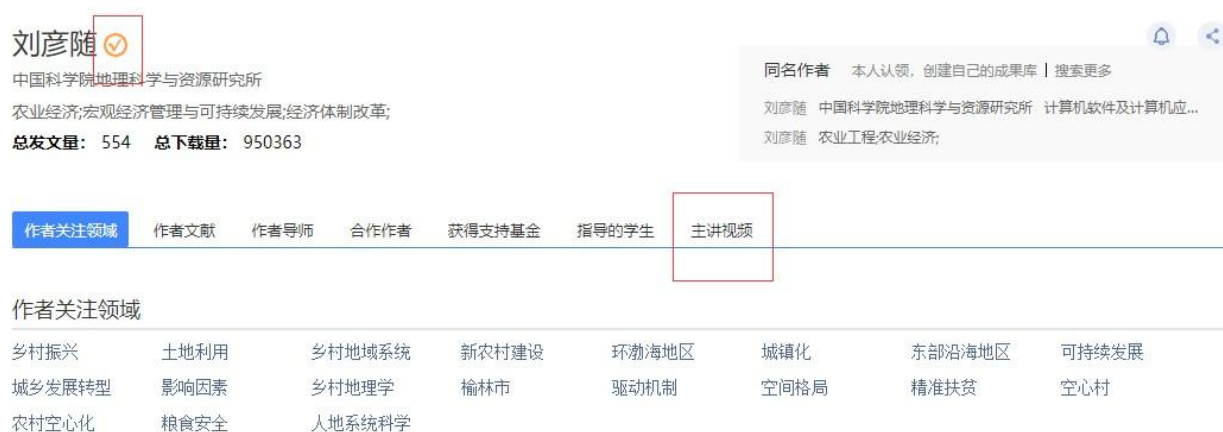 刘彦随
中国科学院地理科学与资源研究所
农业经济;宏观经济管理与可持续发展;经济体制改革;
总发文量： 554 总下载量： 950363
同名作者 本人认领，创建自己的成果库 | 搜索更多
刘彦随 中国科学院地理科学与资源研究所 计算机软件及计算机应...
刘彦随 农业工程;农业经济;
作者关注领域 作者文献 作者导师 合作作者 获得支持基金 指导的学生 主讲视频
作者关注领域
乡村振兴 土地利用 乡村地域系统 新农村建设 环渤海地区 城镇化 东部沿海地区 可持续发展
城乡发展转型 影响因素 乡村地理学 榆林市 驱动机制 空间格局 精准扶贫 空心村
农村空心化 粮食安全 人地系统科学